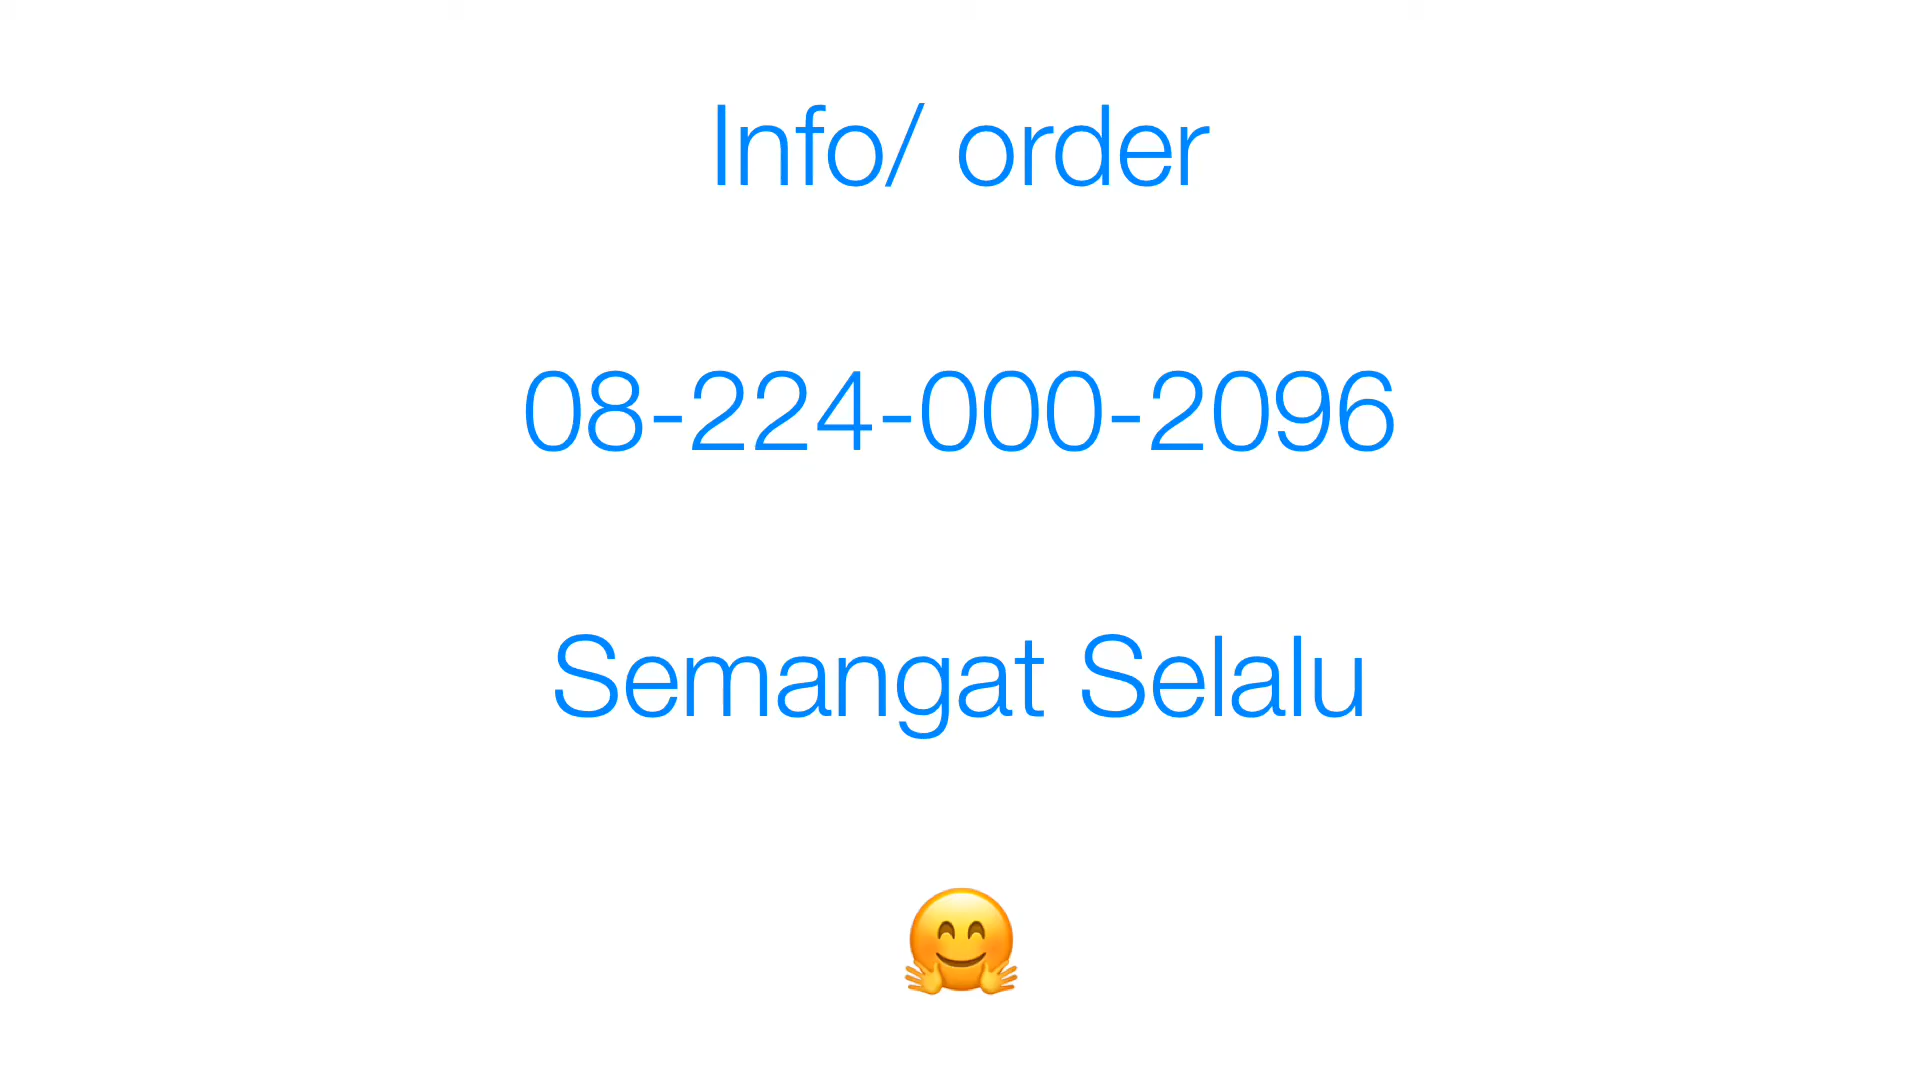 Info/ order
08-224-000-2096
Semangat Selalu
🤗